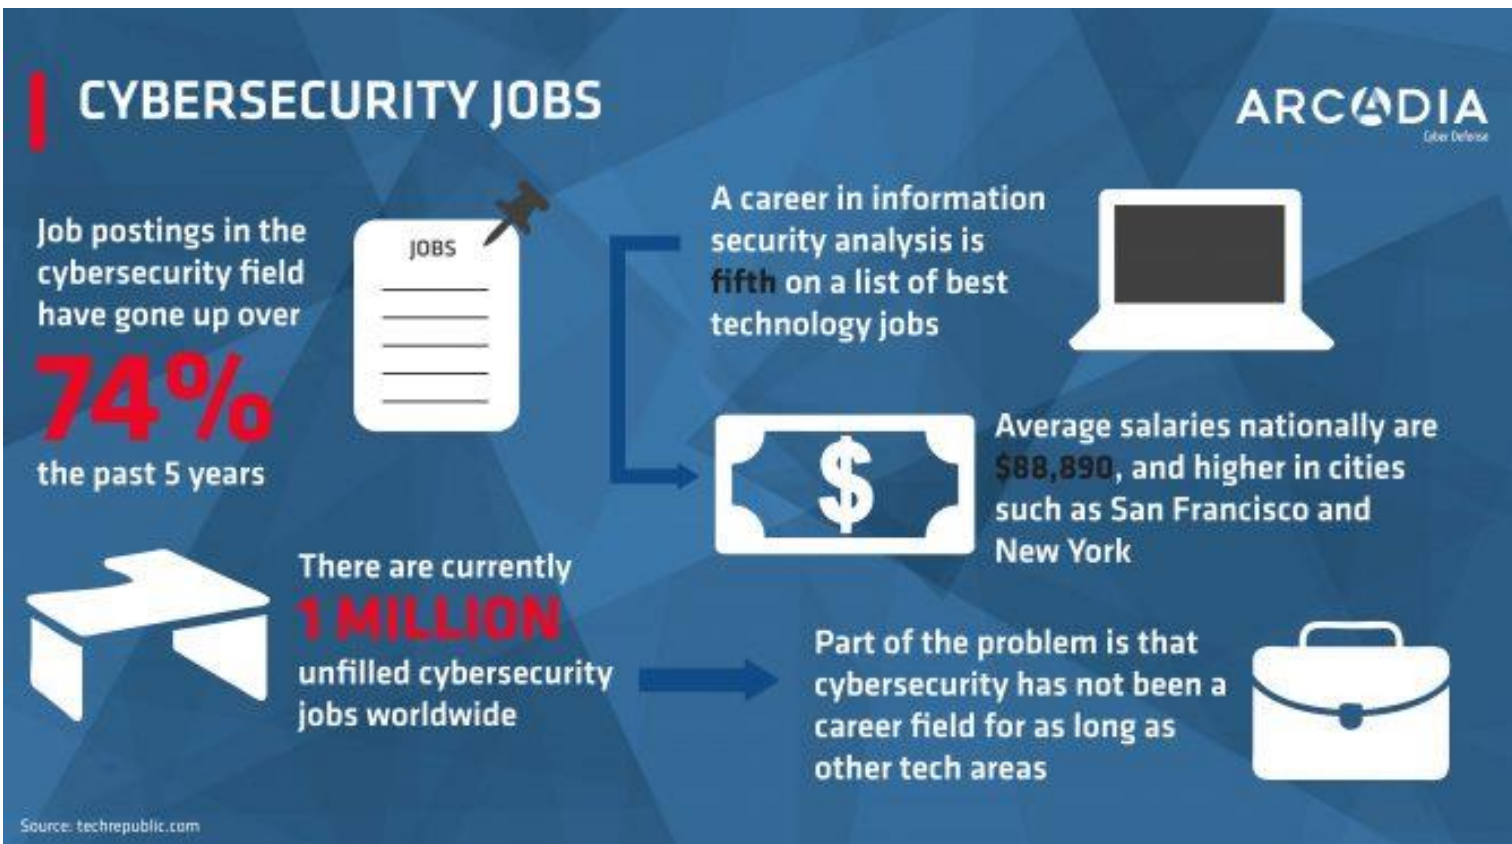 CYBERSECURITY JOBS
ARCADIA
Cyber Defense
Job postings in the
cybersecurity field
have gone up over
74%
the past 5 years
JOBS
A career in information
security analysis is
fifth on a list of best
technology jobs
$
Average salaries nationally are
$88,890, and higher in cities
such as San Francisco and
New York
There are currently
1 MILLION
unfilled cybersecurity
jobs worldwide
Part of the problem is that
cybersecurity has not been a
career field for as long as
other tech areas
Source: techrepublic.com